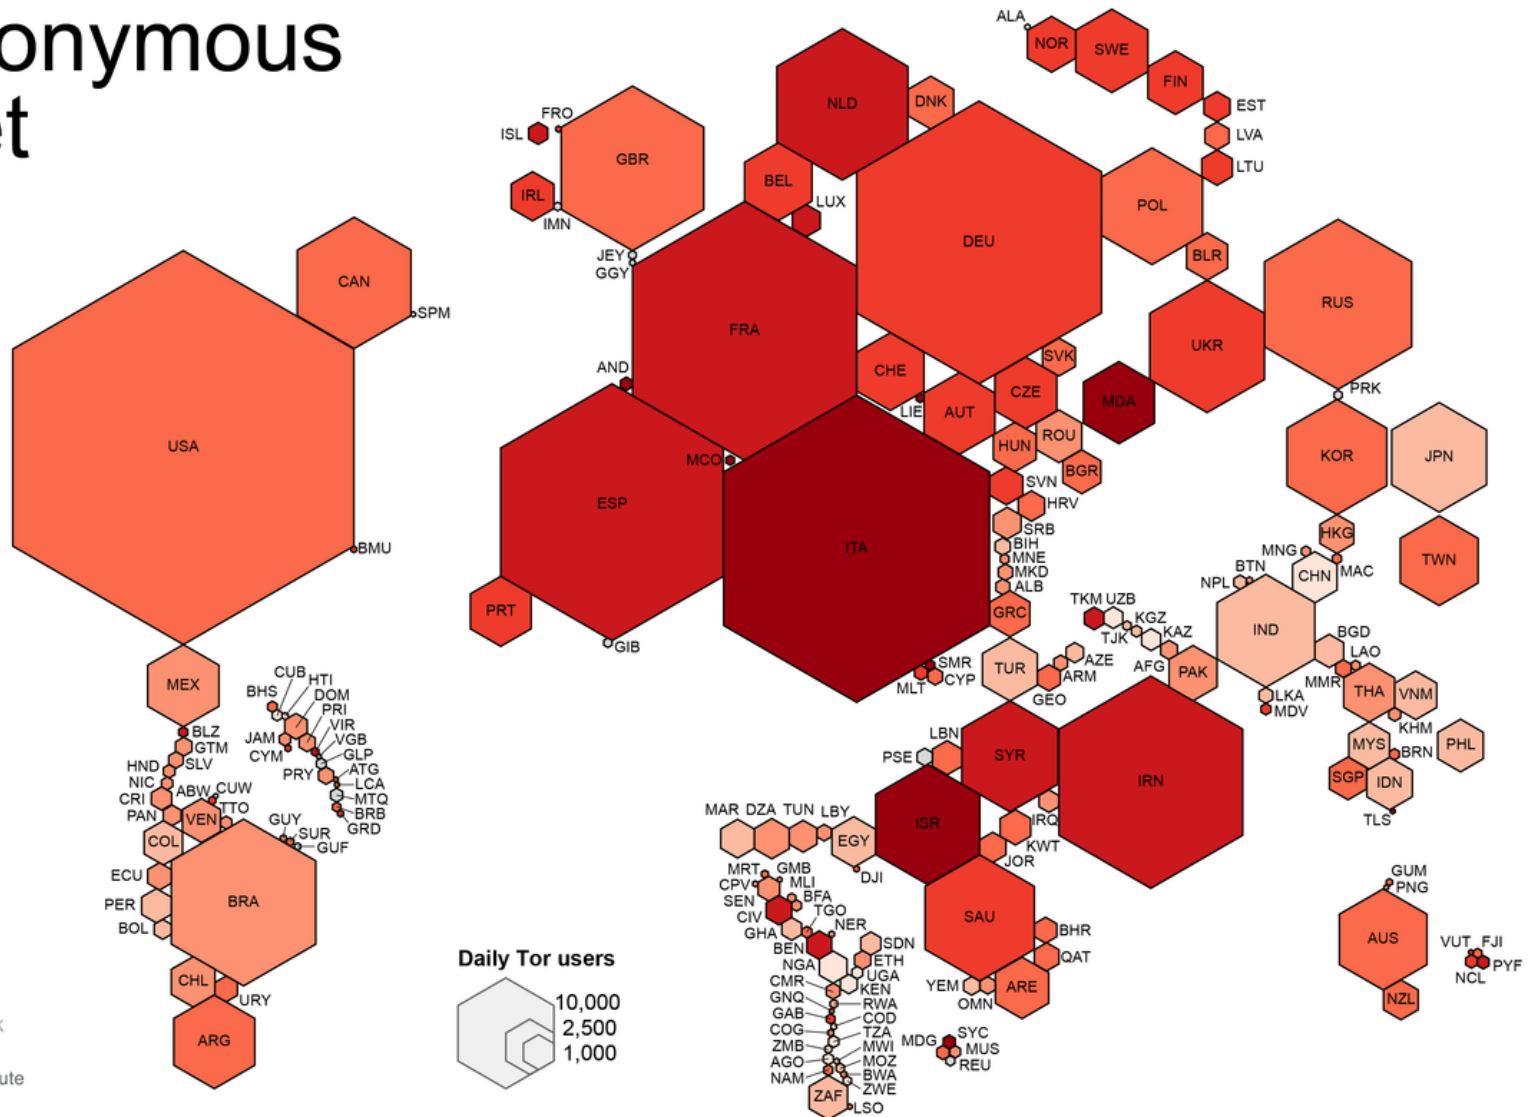 onymous
et
ALA
NOR
SWE
FIN
EST
LVA
LTU
NLD
DNK
FRO
ISL
GBR
IRL
IMN
JEY
GGY
BEL
LUX
DEU
POL
BLR
CAN
SPM
USA
BMU
FRA
AND
CHE
LIE
AUT
CZE
SVK
MDA
UKR
RUS
PRK
HUN
ROU
BGR
KOR
JPN
MCO
ESP
ITA
SVN
HRV
SRB
BIH
MNE
MKD
ALB
GRC
PRT
GIB
HKG
MNG
MAC
CHN
TWN
BTN
NPL
IND
TKM UZB
KGZ
TJK
KAZ
AFG
PAK
BGD
LAO
MMR
LKA
MDV
THA
VNM
KHM
MYS
BRN
PHL
SGP
IDN
TLS
SMR
MLT
CYP
TUR
AZE
ARM
GEO
MEX
CUB
HTI
BHS
DOM
PRI
VIR
VGB
GLP
JAM
CYM
PRY
ATG
LCA
MTQ
BRB
GRD
BLZ
GTM
SLV
HND
NIC
CRI
ABW
CUW
TTO
PAN
VEN
COL
GUY
SUR
GUF
ECU
PER
BRA
BOL
CHL
URY
ARG
LBN
PSE
SYR
IRN
ISR
IRQ
KWT
JOR
MAR DZA TUN LBY
EGY
DJI
SAU
BHR
QAT
YEM
OMN
ARE
MRT
GMB
CPV
MLI
SEN
BFA
CIV
TGO
GHA
NER
BEN
SDN
NGA
ETH
UGA
CMR
KEN
GNQ
RWA
GAB
COD
COG
TZA
ZMB
MWI
AGO
MOZ
NAM
BWA
ZWE
ZAF
LSO
MDG
SYC
MUS
REU
GUM
PNG
AUS
VUT
FJI
PYF
NCL
NZL
Daily Tor users
10,000
2,500
1,000
ute